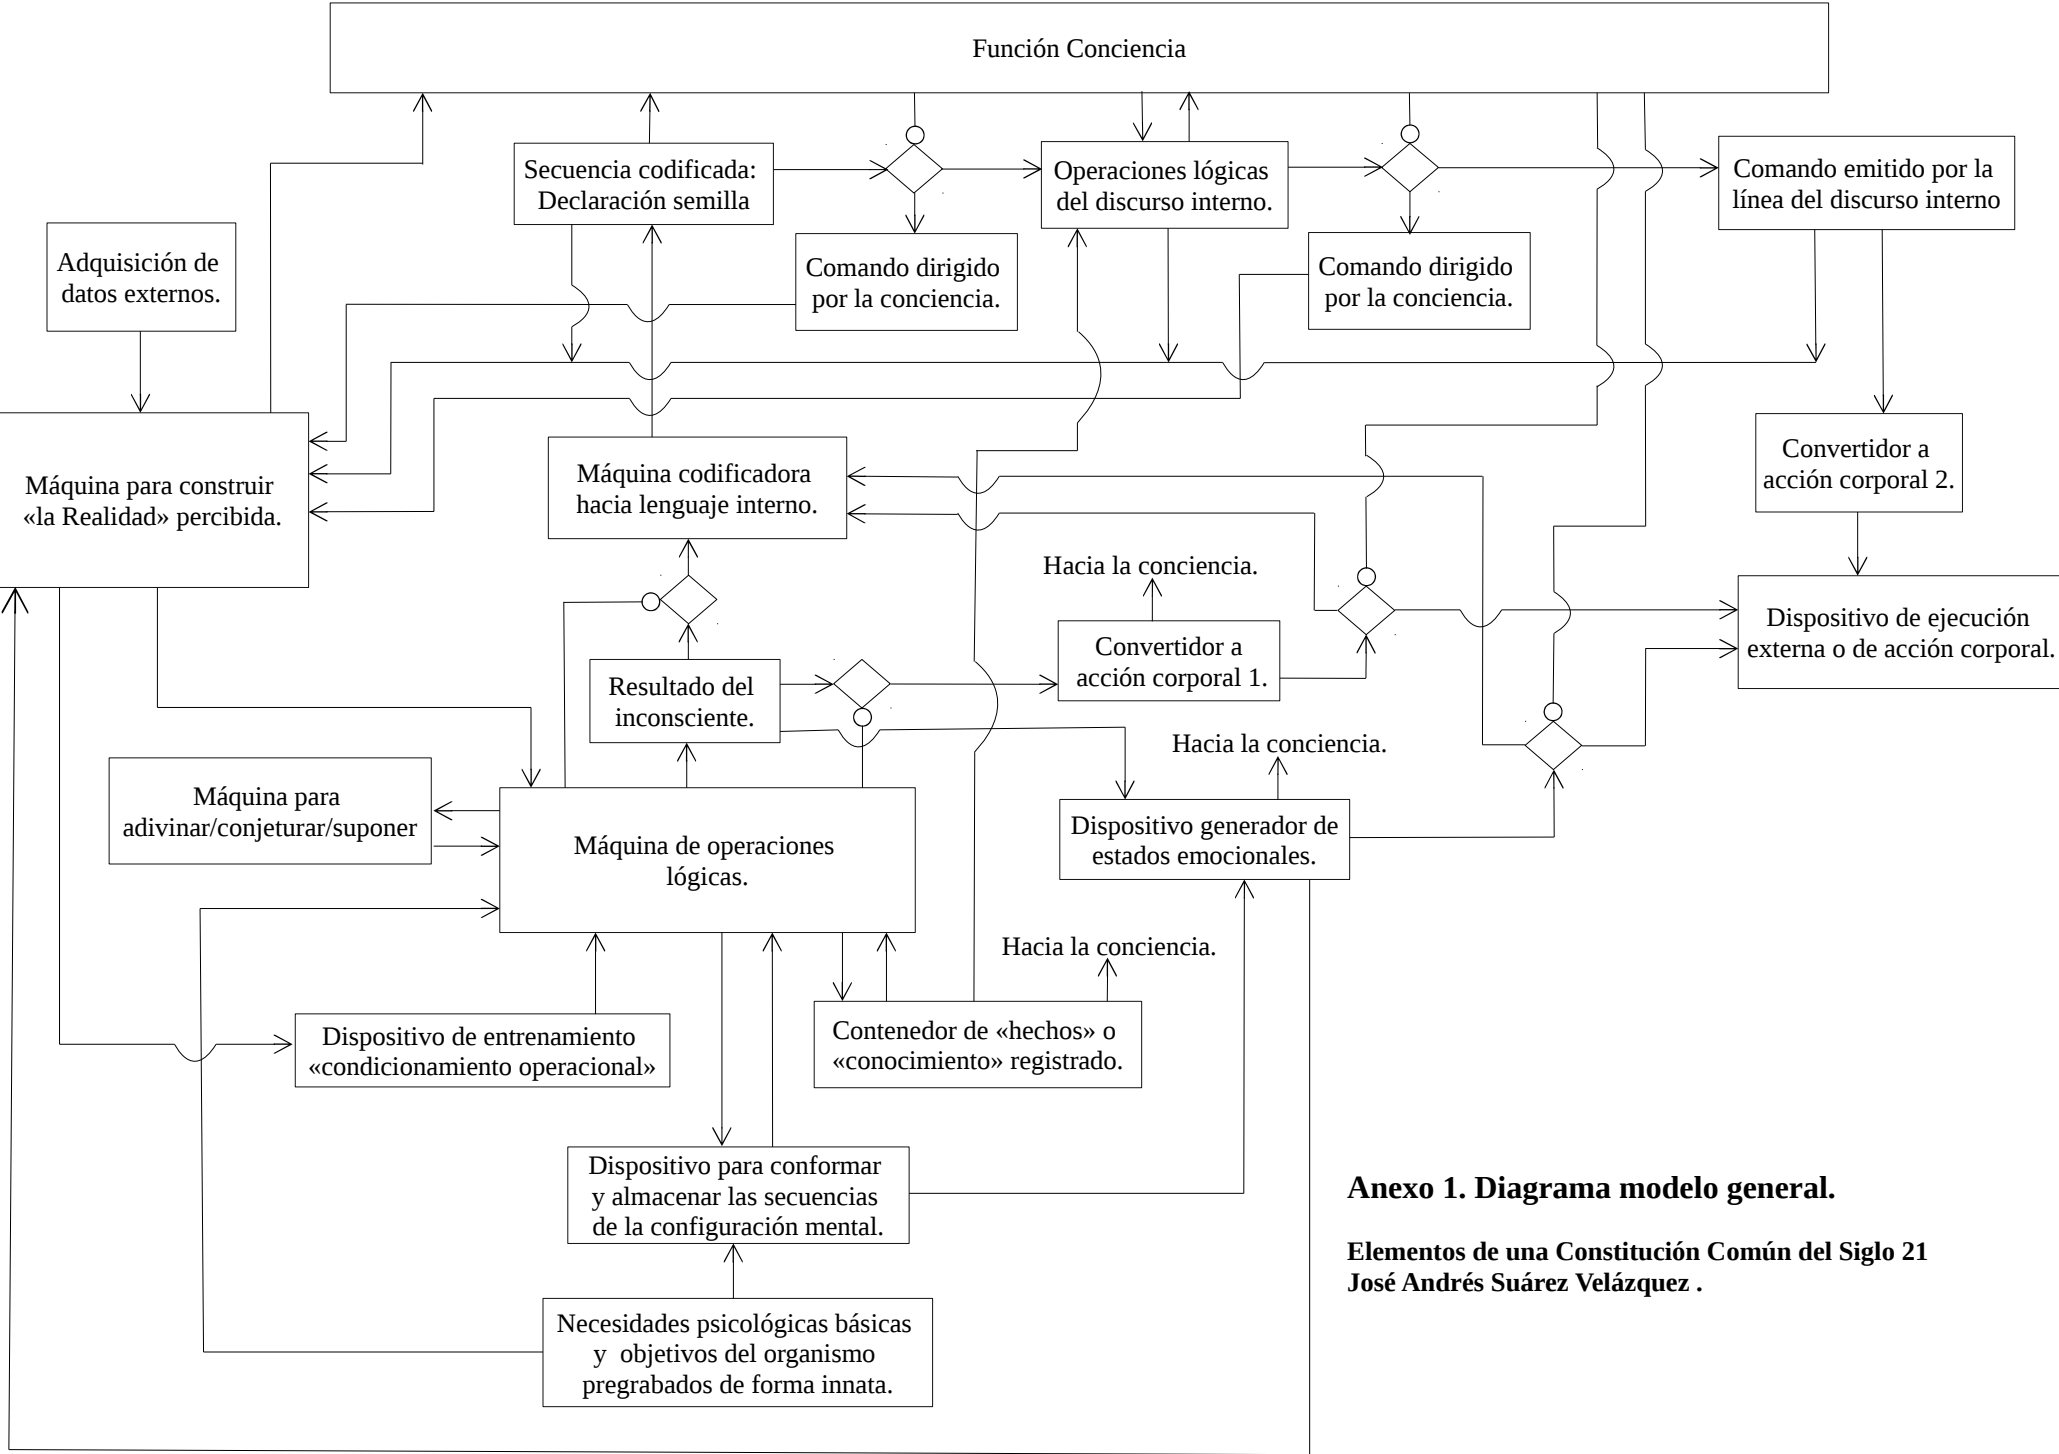 Función Conciencia
Secuencia codificada:
Declaración semilla
Operaciones lógicas
del discurso interno.
Comando emitido por la
línea del discurso interno
Adquisición de
datos externos.
Comando dirigido
por la conciencia.
Comando dirigido
por la conciencia.
Máquina para construir
«la Realidad» percibida.
Máquina codificadora
hacia lenguaje interno.
Convertidor a
acción corporal 2.
Hacia la conciencia.
Convertidor a
acción corporal 1.
Dispositivo de ejecución
externa o de acción corporal.
Resultado del
inconsciente.
Hacia la conciencia.
Máquina para
adivinar/conjeturar/suponer
Máquina de operaciones
lógicas.
Dispositivo generador de
estados emocionales.
Hacia la conciencia.
Dispositivo de entrenamiento
«condicionamiento operacional»
Contenedor de «hechos» o
«conocimiento» registrado.
Dispositivo para conformar
y almacenar las secuencias
de la configuración mental.
Necesidades psicológicas básicas
y objetivos del organismo
pregrabados de forma innata.
Anexo 1. Diagrama modelo general.
Elementos de una Constitución Común del Siglo 21
José Andrés Suárez Velázquez .